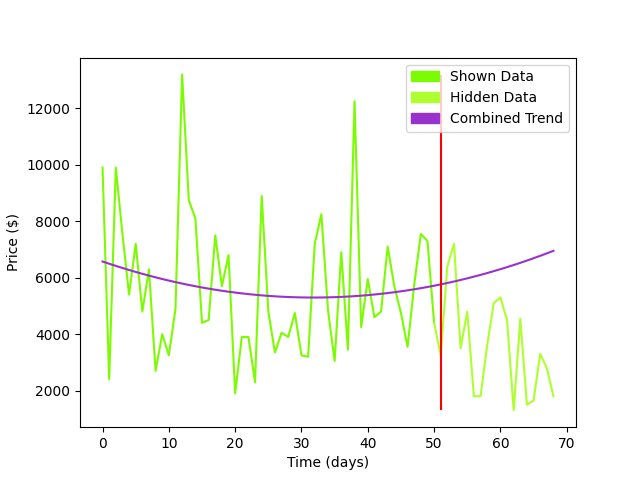 Shown Data
Hidden Data
Combined Trend
12000
10000
8000
6000
4000
2000
Price ($)
0 10 20 30 40 50 60 70
Time (days)